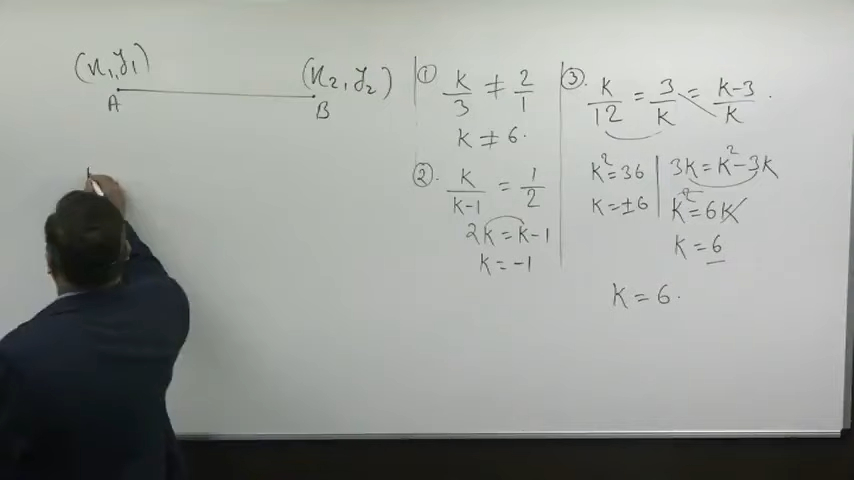 (x₁, y₁)
(x₂, y₂)
A
B
① k/3 ≠ 2/1
k ≠ 6.
②. k/k-1 = 1/2
2k = k-1
k = -1
③. k/12 = 3/k = k-3/k.
k² = 36
k = ±6
3k = k² - 3k
k² = 6k
k = 6
k = 6.